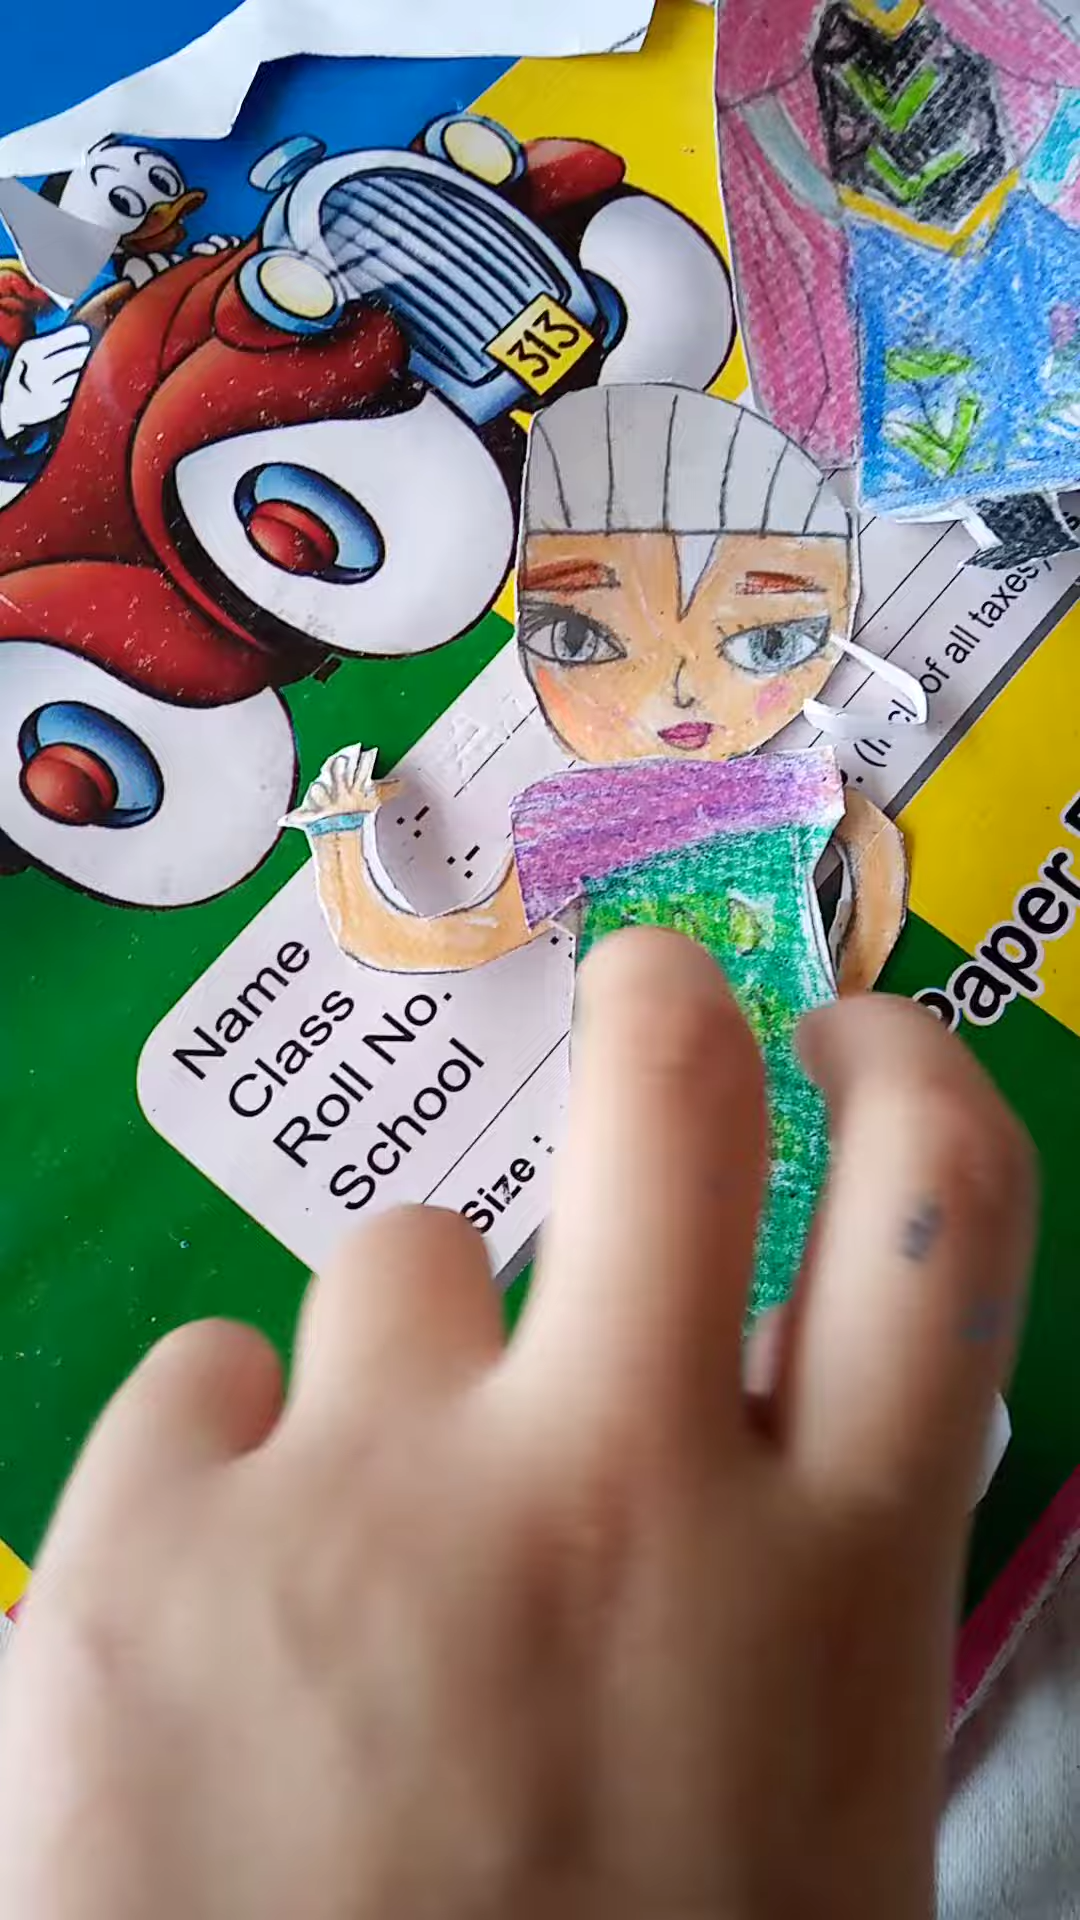 313
Name
Class
Roll No.
School
Size :
of all taxes)
Paper